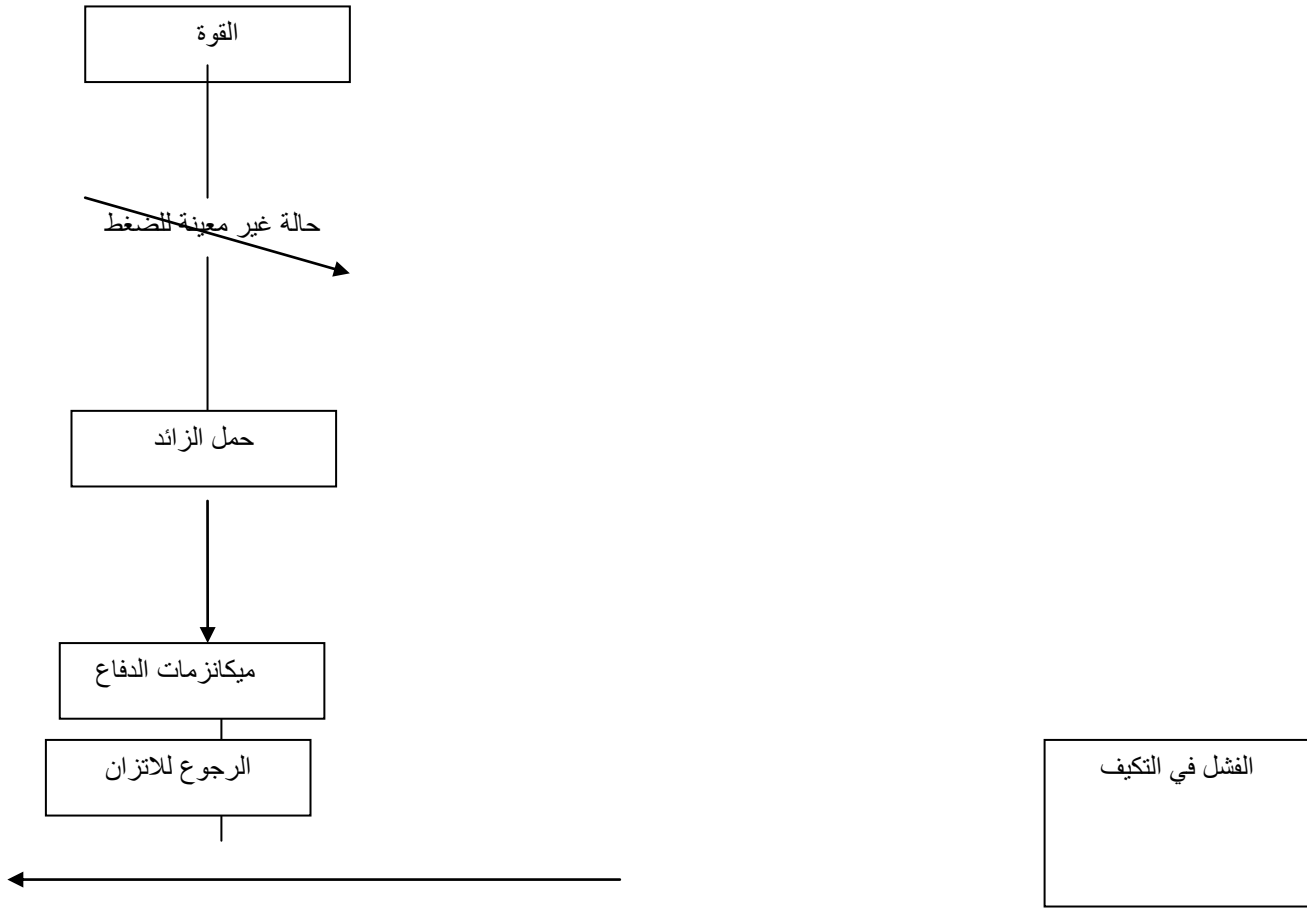 القوة
حالة غير معينة للضغط
حمل الزائد
ميكانزمات الدفاع
الرجوع للاتزان
الفشل في التكيف